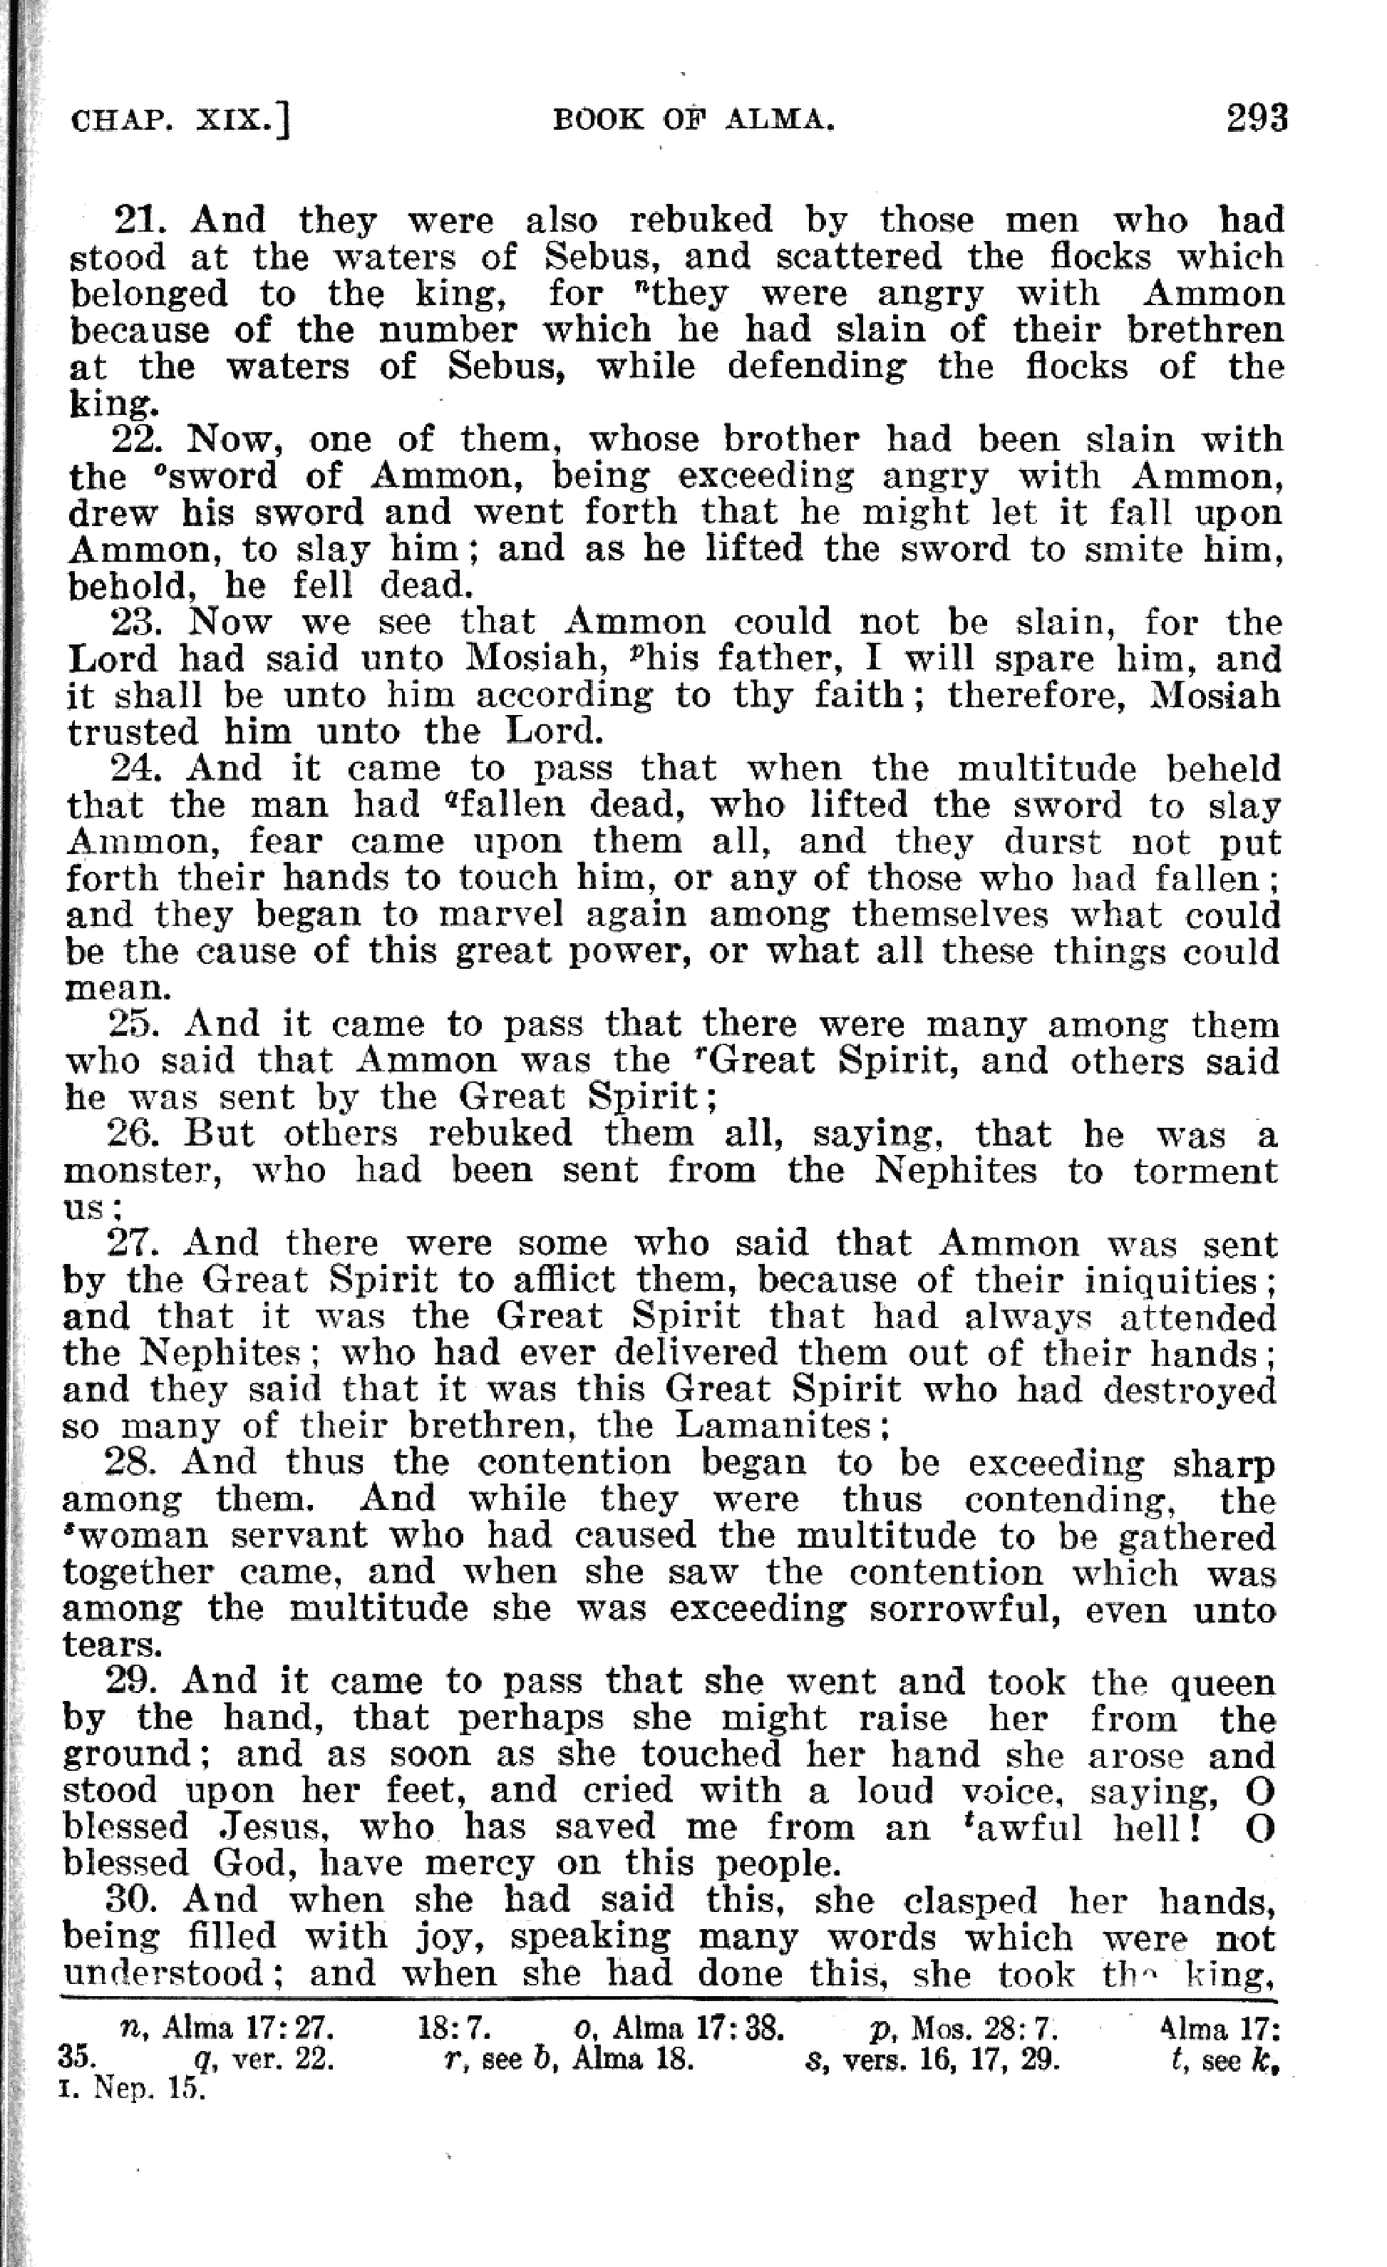 CHAP. XIX.] BOOK OF ALMA. 293
21. And they were also rebuked by those men who had
stood at the waters of Sebus, and scattered the flocks which
belonged to the king, for ⁿthey were angry with Ammon
because of the number which he had slain of their brethren
at the waters of Sebus, while defending the flocks of the
king.
22. Now, one of them, whose brother had been slain with
the ᵒsword of Ammon, being exceeding angry with Ammon,
drew his sword and went forth that he might let it fall upon
Ammon, to slay him; and as he lifted the sword to smite him,
behold, he fell dead.
23. Now we see that Ammon could not be slain, for the
Lord had said unto Mosiah, ᵖhis father, I will spare him, and
it shall be unto him according to thy faith; therefore, Mosiah
trusted him unto the Lord.
24. And it came to pass that when the multitude beheld
that the man had qfallen dead, who lifted the sword to slay
Ammon, fear came upon them all, and they durst not put
forth their hands to touch him, or any of those who had fallen;
and they began to marvel again among themselves what could
be the cause of this great power, or what all these things could
mean.
25. And it came to pass that there were many among them
who said that Ammon was the ʳGreat Spirit, and others said
he was sent by the Great Spirit;
26. But others rebuked them all, saying, that he was a
monster, who had been sent from the Nephites to torment
us:
27. And there were some who said that Ammon was sent
by the Great Spirit to afflict them, because of their iniquities;
and that it was the Great Spirit that had always attended
the Nephites; who had ever delivered them out of their hands;
and they said that it was this Great Spirit who had destroyed
so many of their brethren, the Lamanites;
28. And thus the contention began to be exceeding sharp
among them. And while they were thus contending, the
ˢwoman servant who had caused the multitude to be gathered
together came, and when she saw the contention which was
among the multitude she was exceeding sorrowful, even unto
tears.
29. And it came to pass that she went and took the queen
by the hand, that perhaps she might raise her from the
ground; and as soon as she touched her hand she arose and
stood upon her feet, and cried with a loud voice, saying, O
blessed Jesus, who has saved me from an ᵗawful hell! O
blessed God, have mercy on this people.
30. And when she had said this, she clasped her hands,
being filled with joy, speaking many words which were not
understood; and when she had done this, she took the king,
n, Alma 17:27. 18:7. o, Alma 17:38. p, Mos. 28:7. Alma 17:
35. q, ver. 22. r, see b, Alma 18. s, vers. 16, 17, 29. t, see k,
I. Nep. 15.